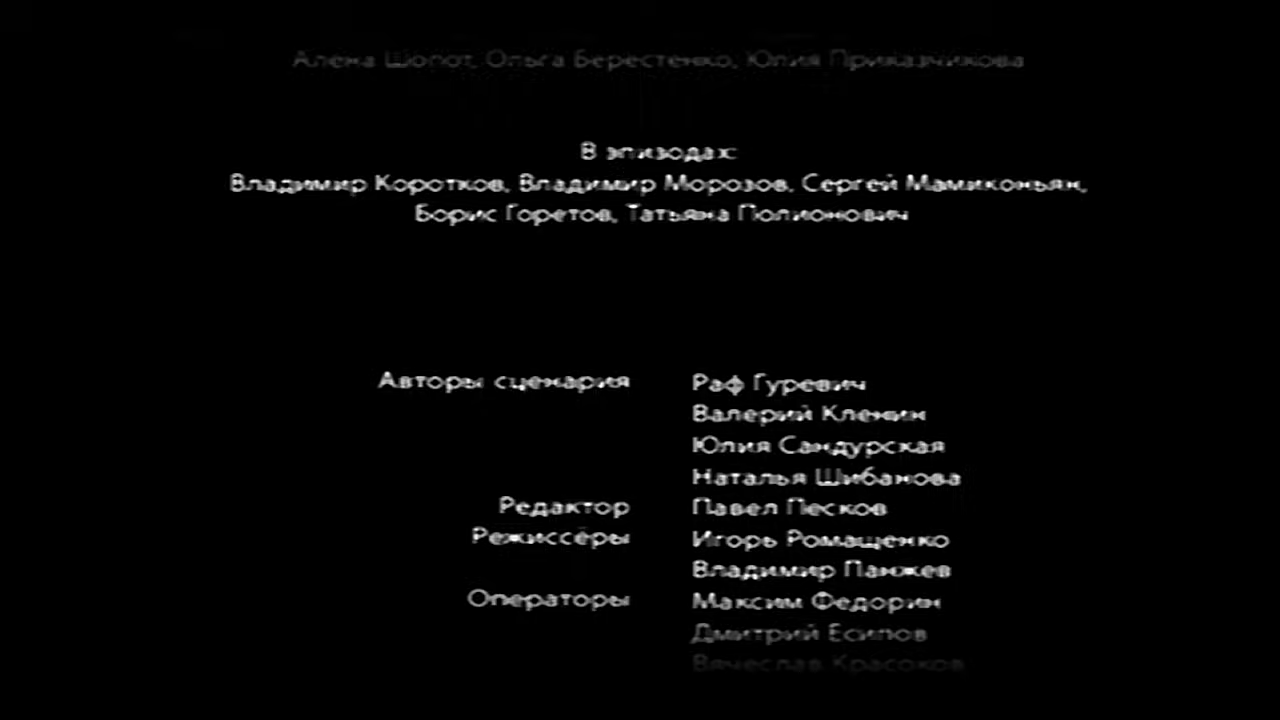 Алена Шопот, Ольга Берестенко, Юлия Приказчикова
В эпизодах:
Владимир Коротков, Владимир Морозов, Сергей Мамиконьян,
Борис Горетов, Татьяна Полионович
Авторы сценария Раф Гуревич
Валерий Кленин
Юлия Сандурская
Наталья Шибанова
Редактор Павел Песков
Режиссёры Игорь Ромащенко
Владимир Панжев
Операторы Максим Федорин
Дмитрий Есипов
Вячеслав Красаков